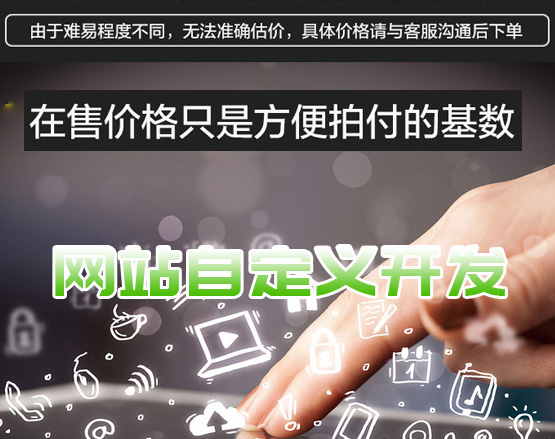 由于难易程度不同，无法准确估价，具体价格请与客服沟通后下单
在售价格只是方便拍付的基数
网站自定义开发